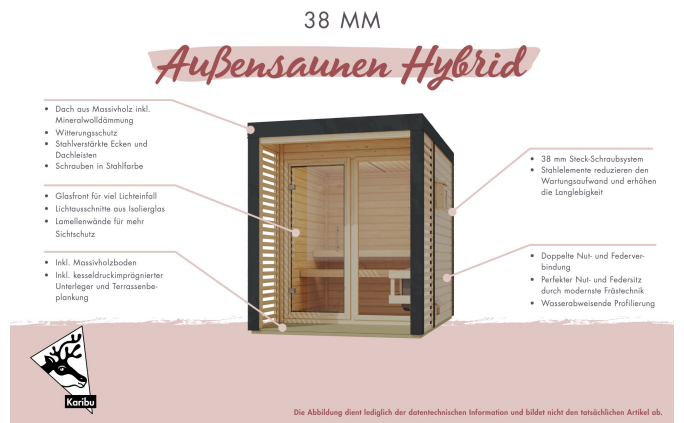 38 MM
Außensaunen Hybrid
• Dach aus Massivholz inkl.
Mineralwolldämmung
• Witterungsschutz
• Stahlverstärkte Ecken und
Dachleisten
• Schrauben in Stahlfarbe
• Glasfront für viel Lichteinfall
• Lichtausschnitte aus Isolierglas
• Lamellenwände für mehr
Sichtschutz
• Inkl. Massivholzboden
• Inkl. kesseldruckimprägnierter
Unterleger und Terrassenbe-
plankung
• 38 mm Steck-Schraubsystem
• Stahlelemente reduzieren den
Wartungsaufwand und erhöhen
die Langlebigkeit
• Doppelte Nut- und Federver-
bindung
• Perfekter Nut- und Federsitz
durch modernste Frästechnik
• Wasserabweisende Profilierung
Karibu
Die Abbildung dient lediglich der datentechnischen Information und bildet nicht den tatsächlichen Artikel ab.